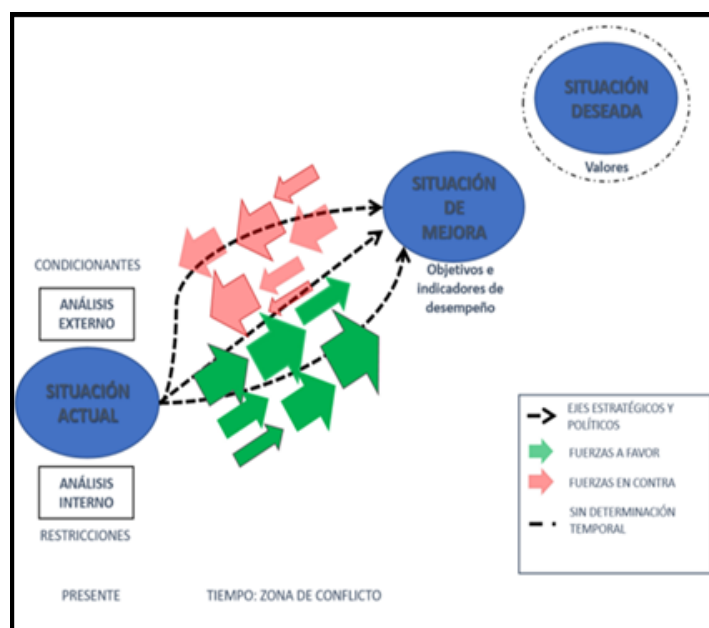 SITUACIÓN
DESEADA
Valores
SITUACIÓN
DE
MEJORA
Objetivos e
indicadores de
desempeño
CONDICIONANTES
ANÁLISIS
EXTERNO
SITUACIÓN
ACTUAL
ANÁLISIS
INTERNO
RESTRICCIONES
EJES ESTRATÉGICOS Y
POLÍTICOS
FUERZAS A FAVOR
FUERZAS EN CONTRA
SIN DETERMINACIÓN
TEMPORAL
PRESENTE
TIEMPO: ZONA DE CONFLICTO